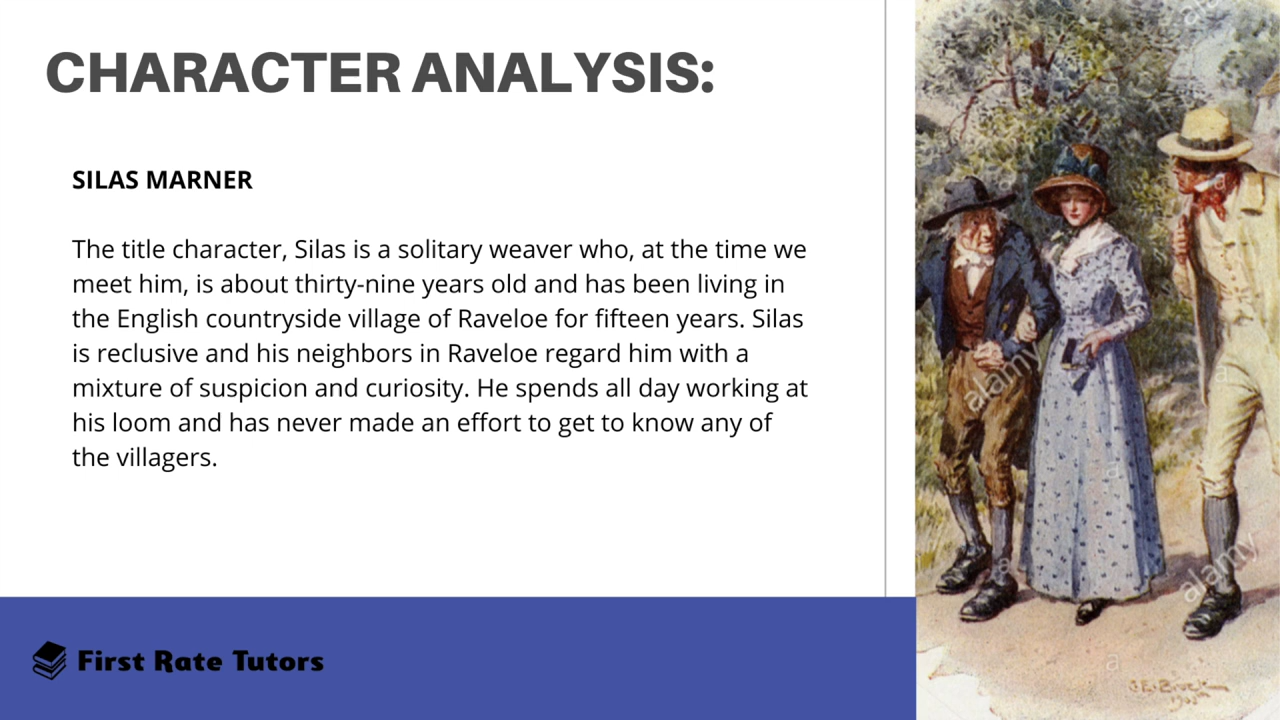 CHARACTER ANALYSIS:
SILAS MARNER
The title character, Silas is a solitary weaver who, at the time we
meet him, is about thirty-nine years old and has been living in
the English countryside village of Raveloe for fifteen years. Silas
is reclusive and his neighbors in Raveloe regard him with a
mixture of suspicion and curiosity. He spends all day working at
his loom and has never made an effort to get to know any of
the villagers.
First Rate Tutors
alamy
alamy
a
a
a
a